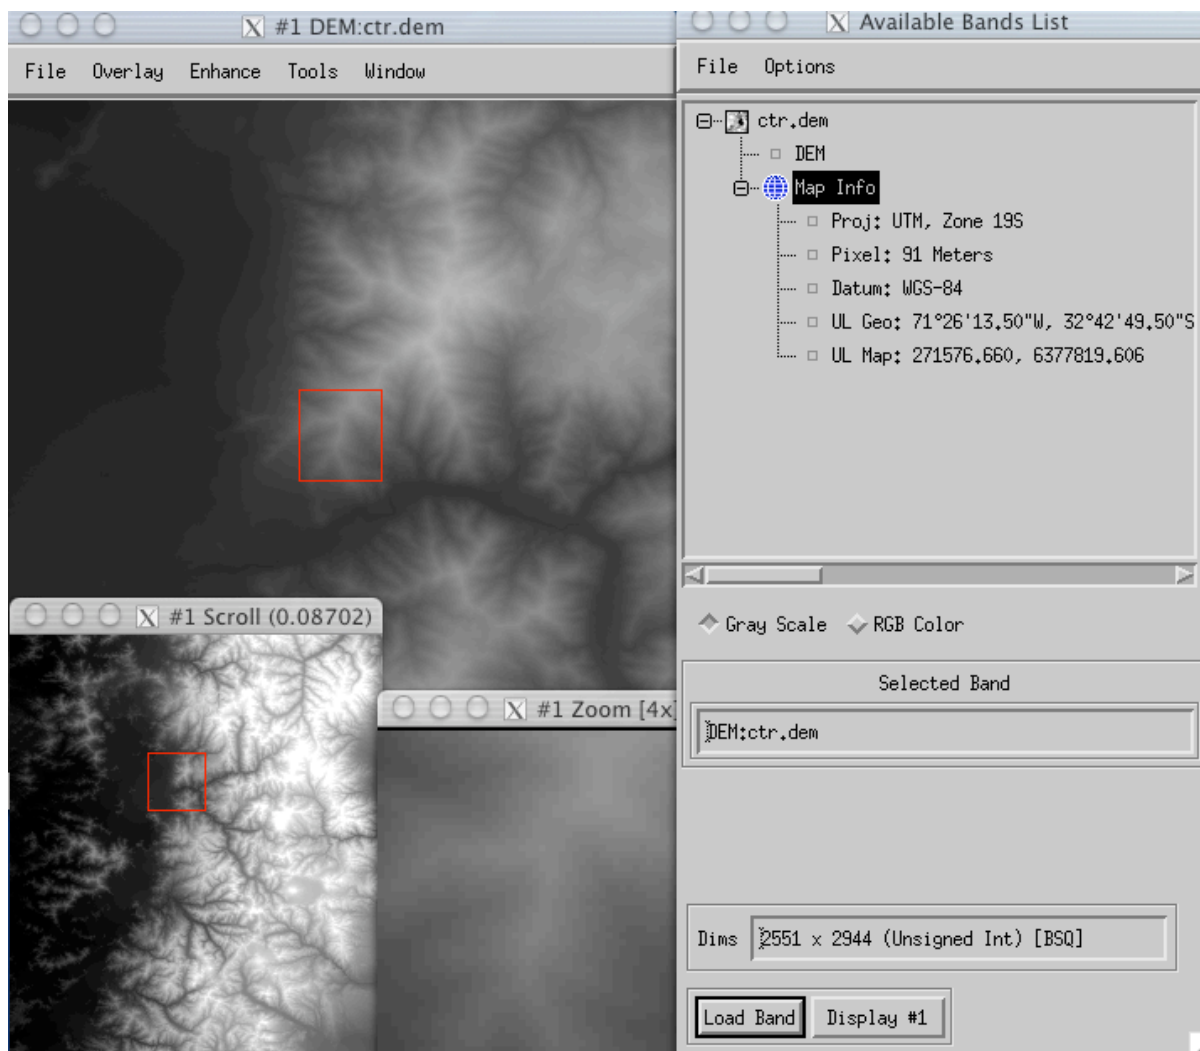 #1 DEM:ctr.dem
File Overlay Enhance Tools Window
#1 Scroll (0.08702)
#1 Zoom [4x]
Available Bands List
File Options
ctr.dem
DEM
Map Info
Proj: UTM, Zone 19S
Pixel: 91 Meters
Datum: WGS-84
UL Geo: 71°26'13.50"W, 32°42'49.50"S
UL Map: 271576.660, 6377819.606
Gray Scale RGB Color
Selected Band
DEM:ctr.dem
Dims 2551 x 2944 (Unsigned Int) [BSQ]
Load Band Display #1